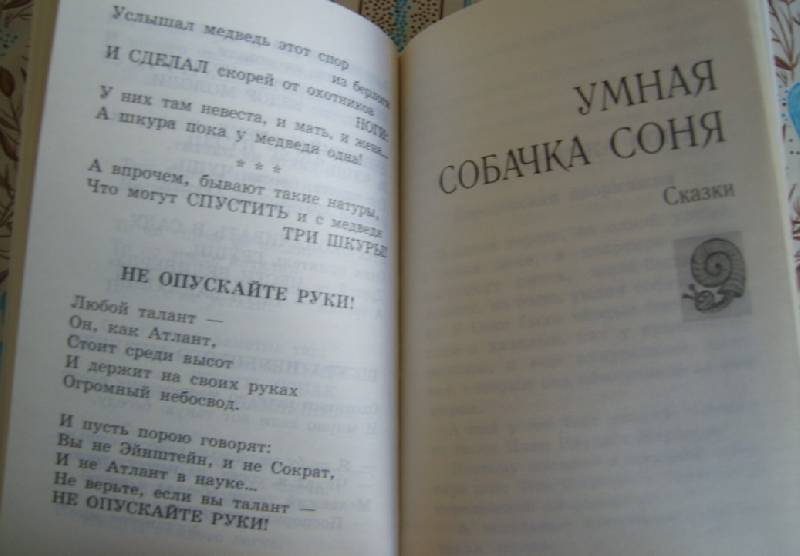 Услышал медведь этот спор
из берлоги
И СДЕЛАЛ скорей от охотников
НОГИ:
У них там невеста, и мать, и жена...
А шкура пока у медведя одна!
* * *
А впрочем, бывают такие натуры,
Что могут СПУСТИТЬ и с медведя
ТРИ ШКУРЫ!
НЕ ОПУСКАЙТЕ РУКИ!
Любой талант —
Он, как Атлант,
Стоит среди высот
И держит на своих руках
Огромный небосвод.
И пусть порою говорят:
Вы не Эйнштейн, и не Сократ,
И не Атлант в науке...
Не верьте, если вы талант —
НЕ ОПУСКАЙТЕ РУКИ!
УМНАЯ
СОБАЧКА СОНЯ
Сказки